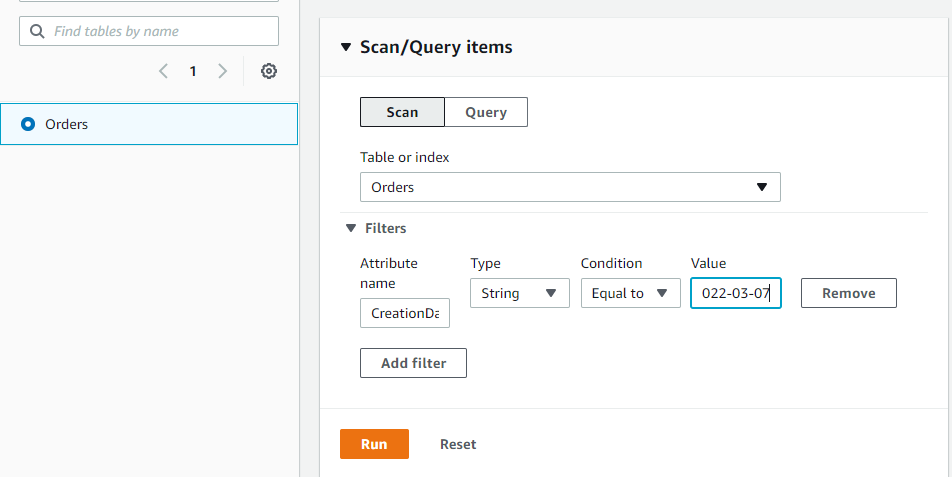 Find tables by name
1
Orders
Scan/Query items
Scan Query
Table or index
Orders
Filters
Attribute name
Type
Condition
Value
CreationDa
String
Equal to
022-03-07
Remove
Add filter
Run Reset